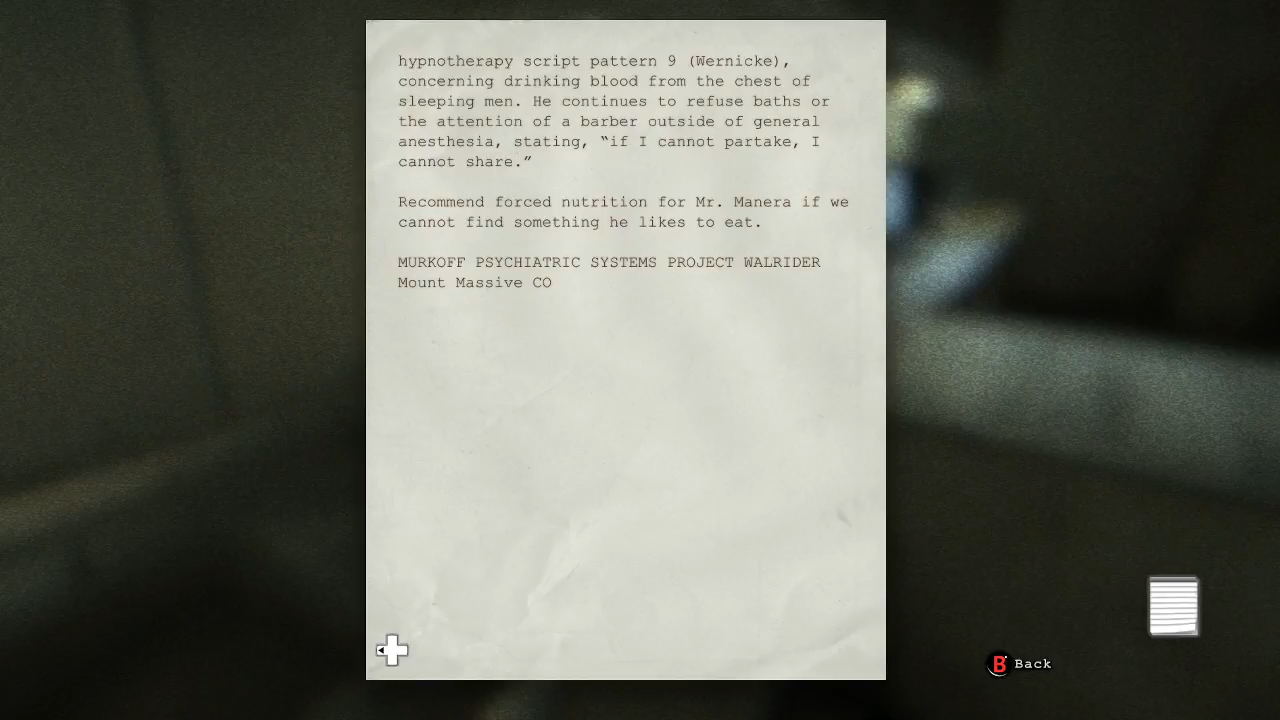 hypnotherapy script pattern 9 (Wernicke),
concerning drinking blood from the chest of
sleeping men. He continues to refuse baths or
the attention of a barber outside of general
anesthesia, stating, “if I cannot partake, I
cannot share.”
Recommend forced nutrition for Mr. Manera if we
cannot find something he likes to eat.
MURKOFF PSYCHIATRIC SYSTEMS PROJECT WALRIDER
Mount Massive CO
B Back